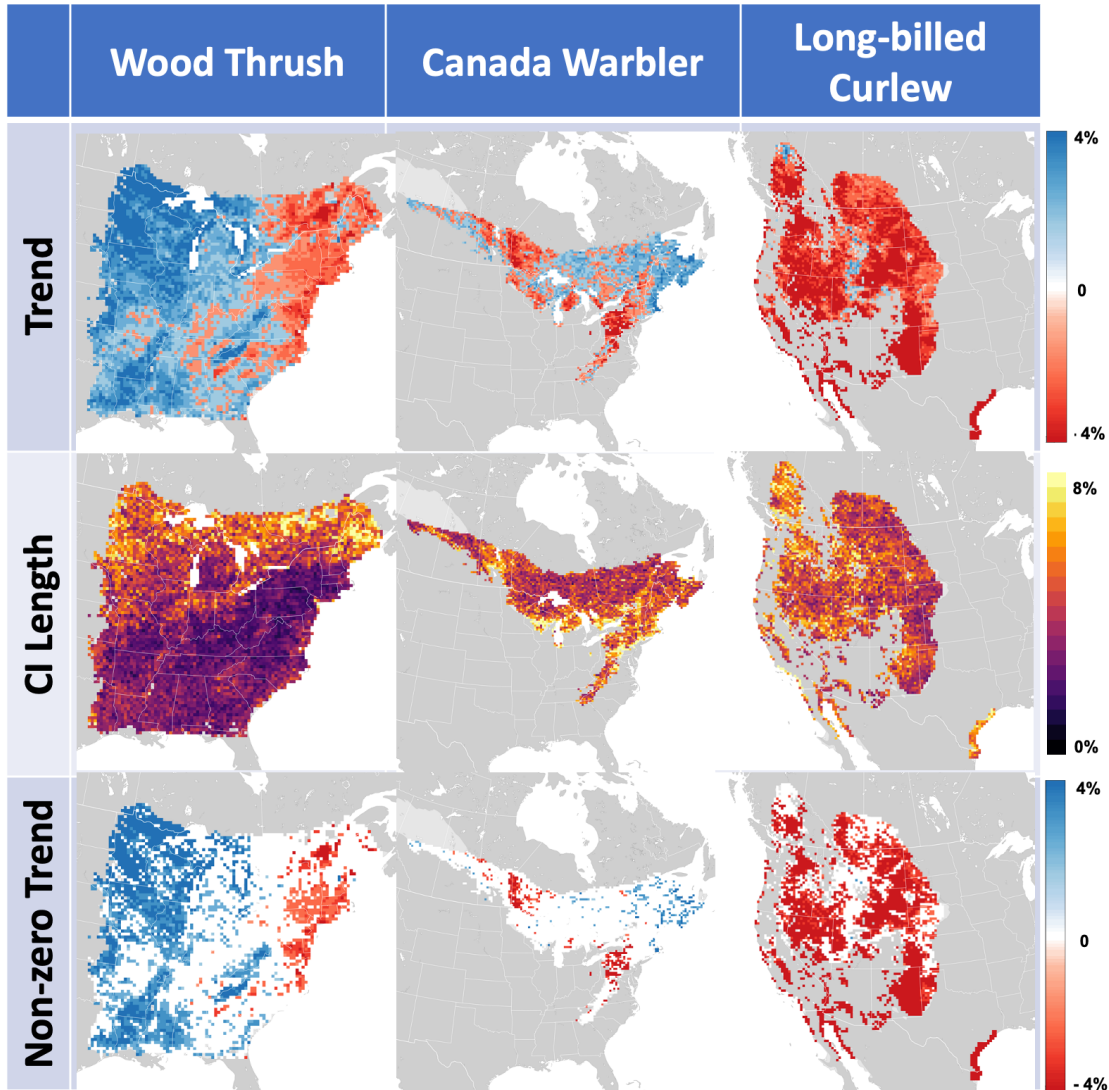 Wood Thrush
Canada Warbler
Long-billed
Curlew
Trend
4%
0
- 4%
CI Length
8%
0%
Non-zero Trend
4%
0
- 4%